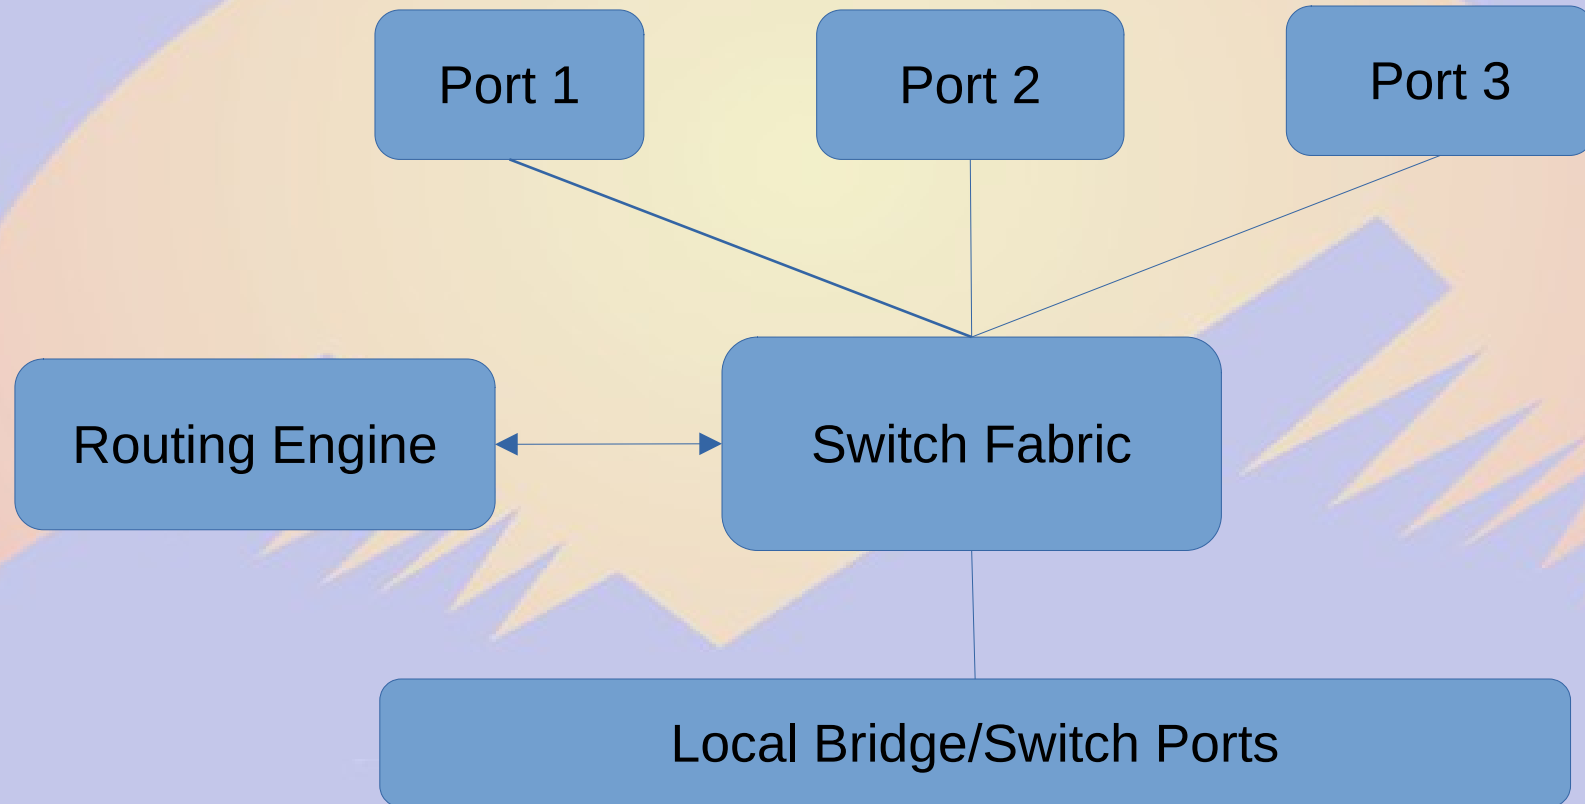 Port 1
Port 2
Port 3
Routing Engine
Switch Fabric
Local Bridge/Switch Ports